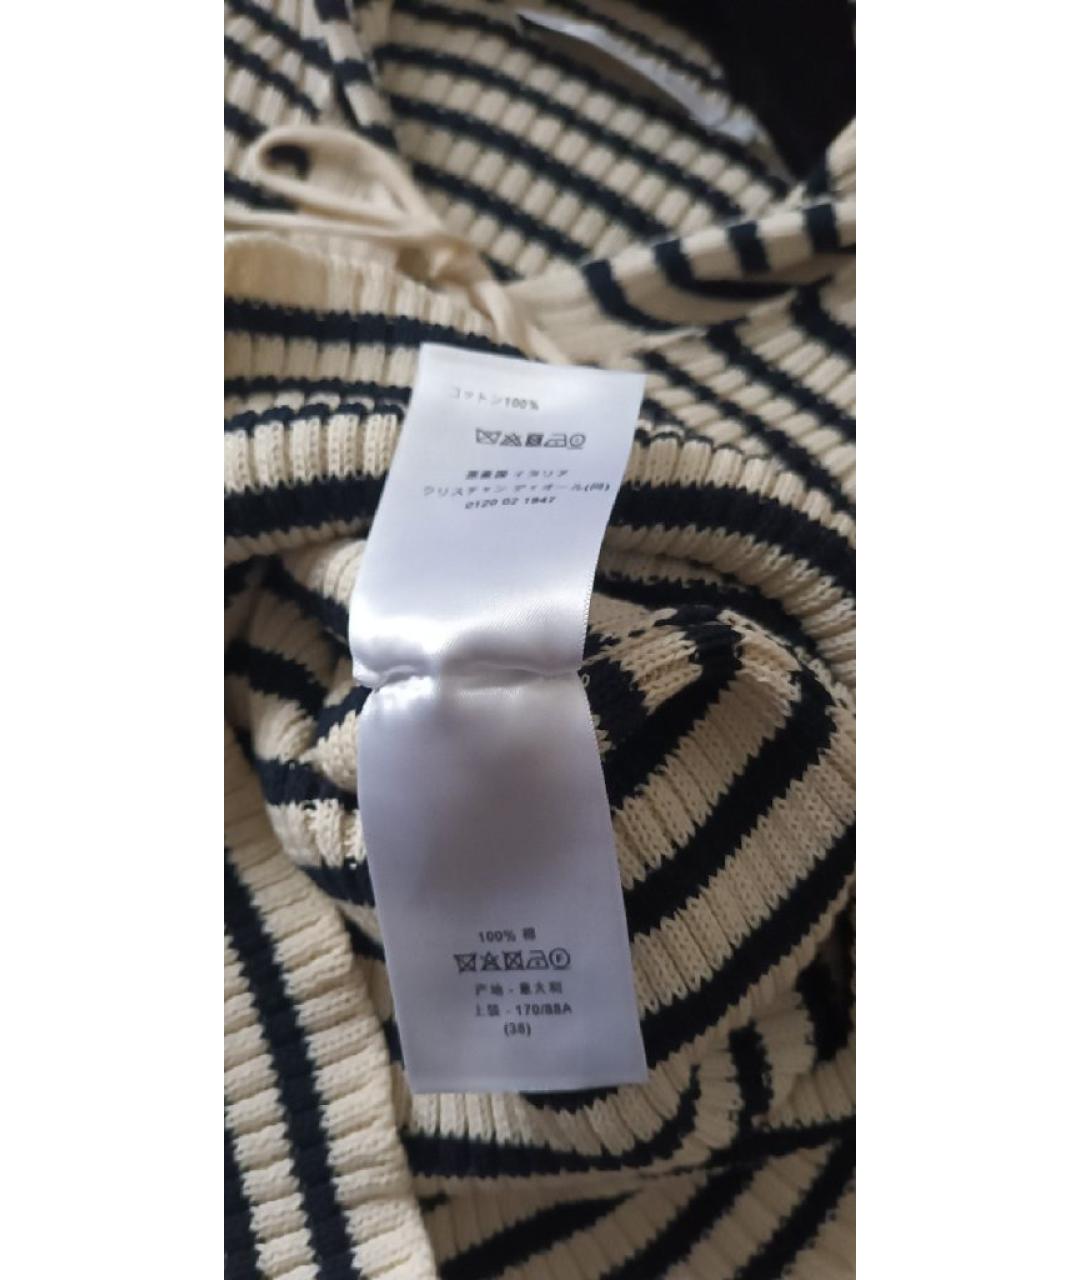 コットン100%
原産国 イタリア
クリスチャン ディオール(同)
0120 02 1947
100% 棉
产地 - 意大利
上装 - 170/88A
(38)